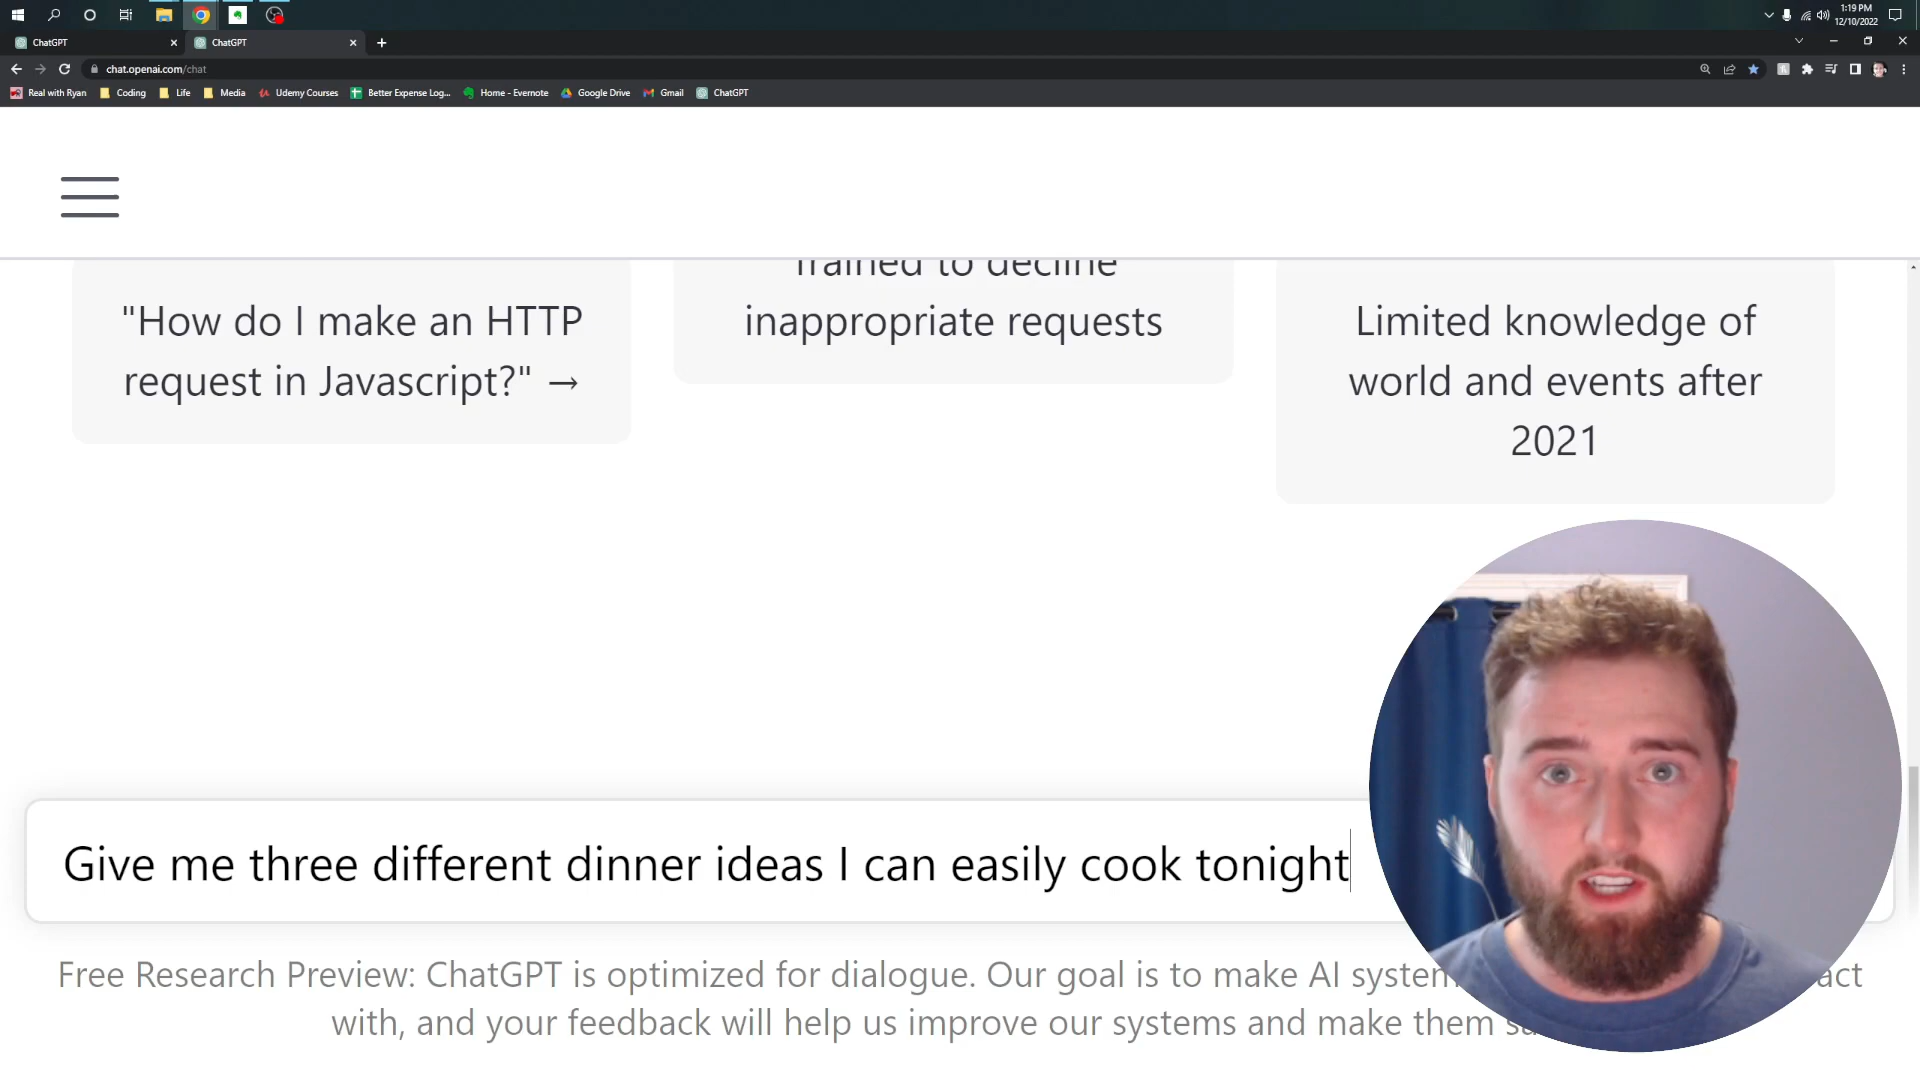 1:19 PM
12/10/2022
ChatGPT
ChatGPT
chat.openai.com/chat
Real with Ryan
Coding
Life
Media
Udemy Courses
Better Expense Log...
Home - Evernote
Google Drive
Gmail
ChatGPT
"How do I make an HTTP
request in Javascript?" →
Trained to decline
inappropriate requests
Limited knowledge of
world and events after
2021
Give me three different dinner ideas I can easily cook tonight
Free Research Preview: ChatGPT is optimized for dialogue. Our goal is to make AI
with, and your feedback will help us improve our systems and make them